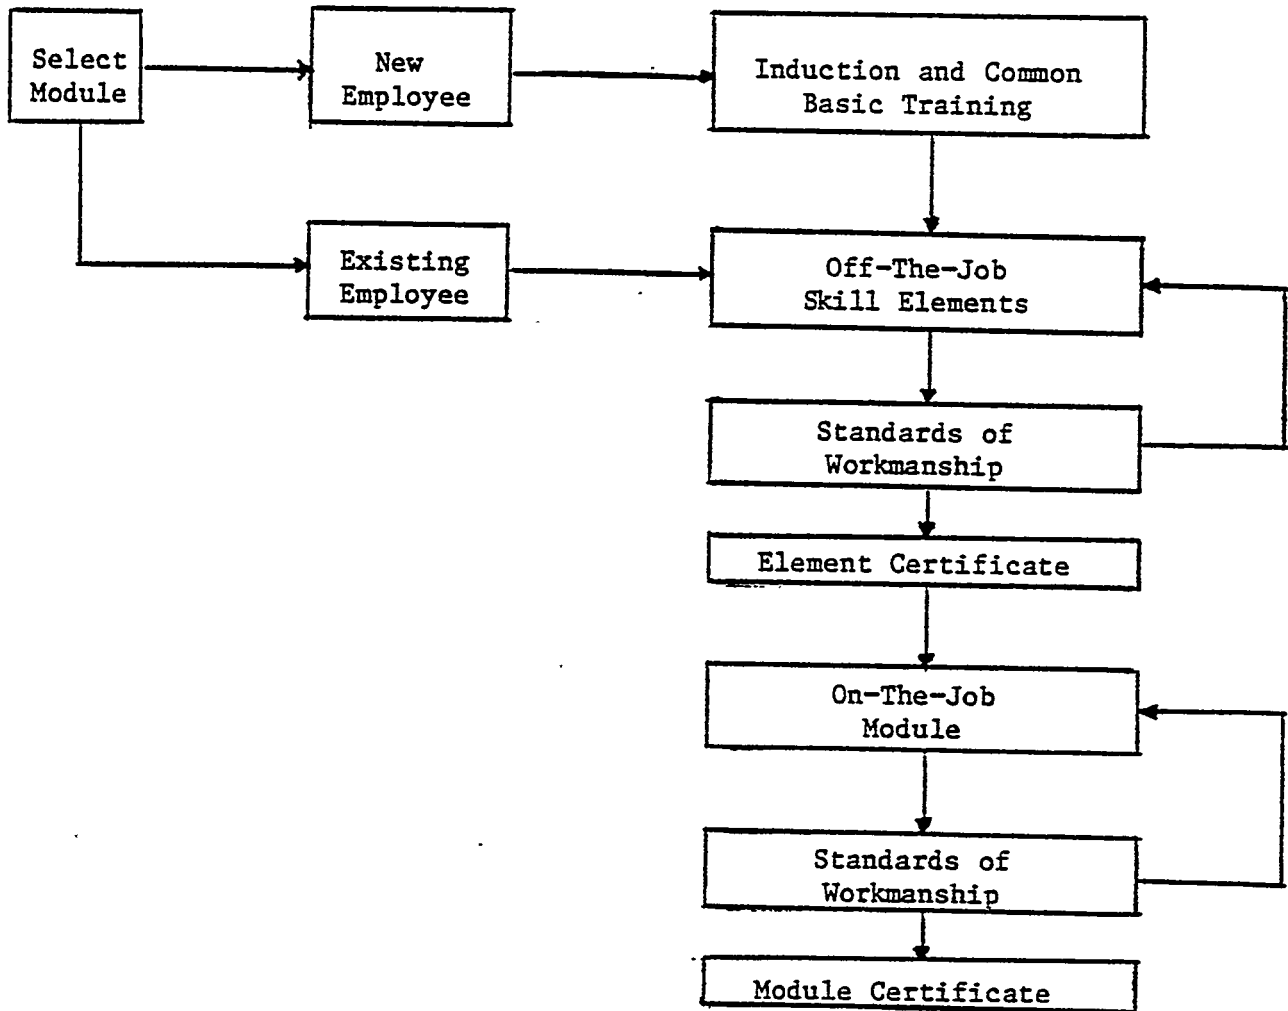 Select
Module
New
Employee
Induction and Common
Basic Training
Existing
Employee
Off-The-Job
Skill Elements
Standards of
Workmanship
Element Certificate
On-The-Job
Module
Standards of
Workmanship
Module Certificate